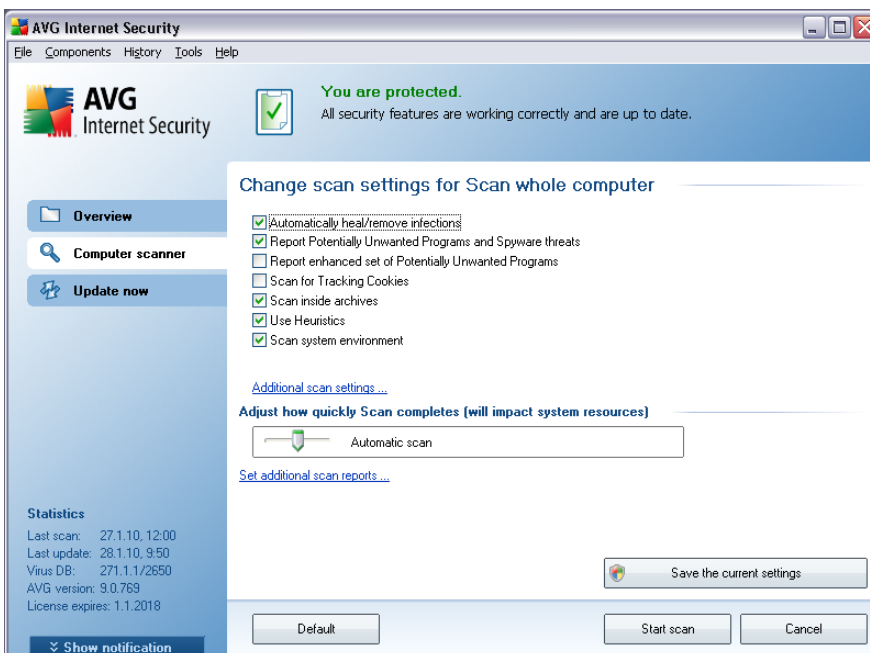 AVG Internet Security
File Components History Tools Help
AVG
Internet Security
You are protected.
All security features are working correctly and are up to date.
Overview
Computer scanner
Update now
Change scan settings for Scan whole computer
Automatically heal/remove infections
Report Potentially Unwanted Programs and Spyware threats
Report enhanced set of Potentially Unwanted Programs
Scan for Tracking Cookies
Scan inside archives
Use Heuristics
Scan system environment
Additional scan settings ...
Adjust how quickly Scan completes (will impact system resources)
Automatic scan
Set additional scan reports ...
Statistics
Last scan: 27.1.10, 12:00
Last update: 28.1.10, 9:50
Virus DB: 271.1.1/2650
AVG version: 9.0.769
License expires: 1.1.2018
Show notification
Save the current settings
Default
Start scan
Cancel